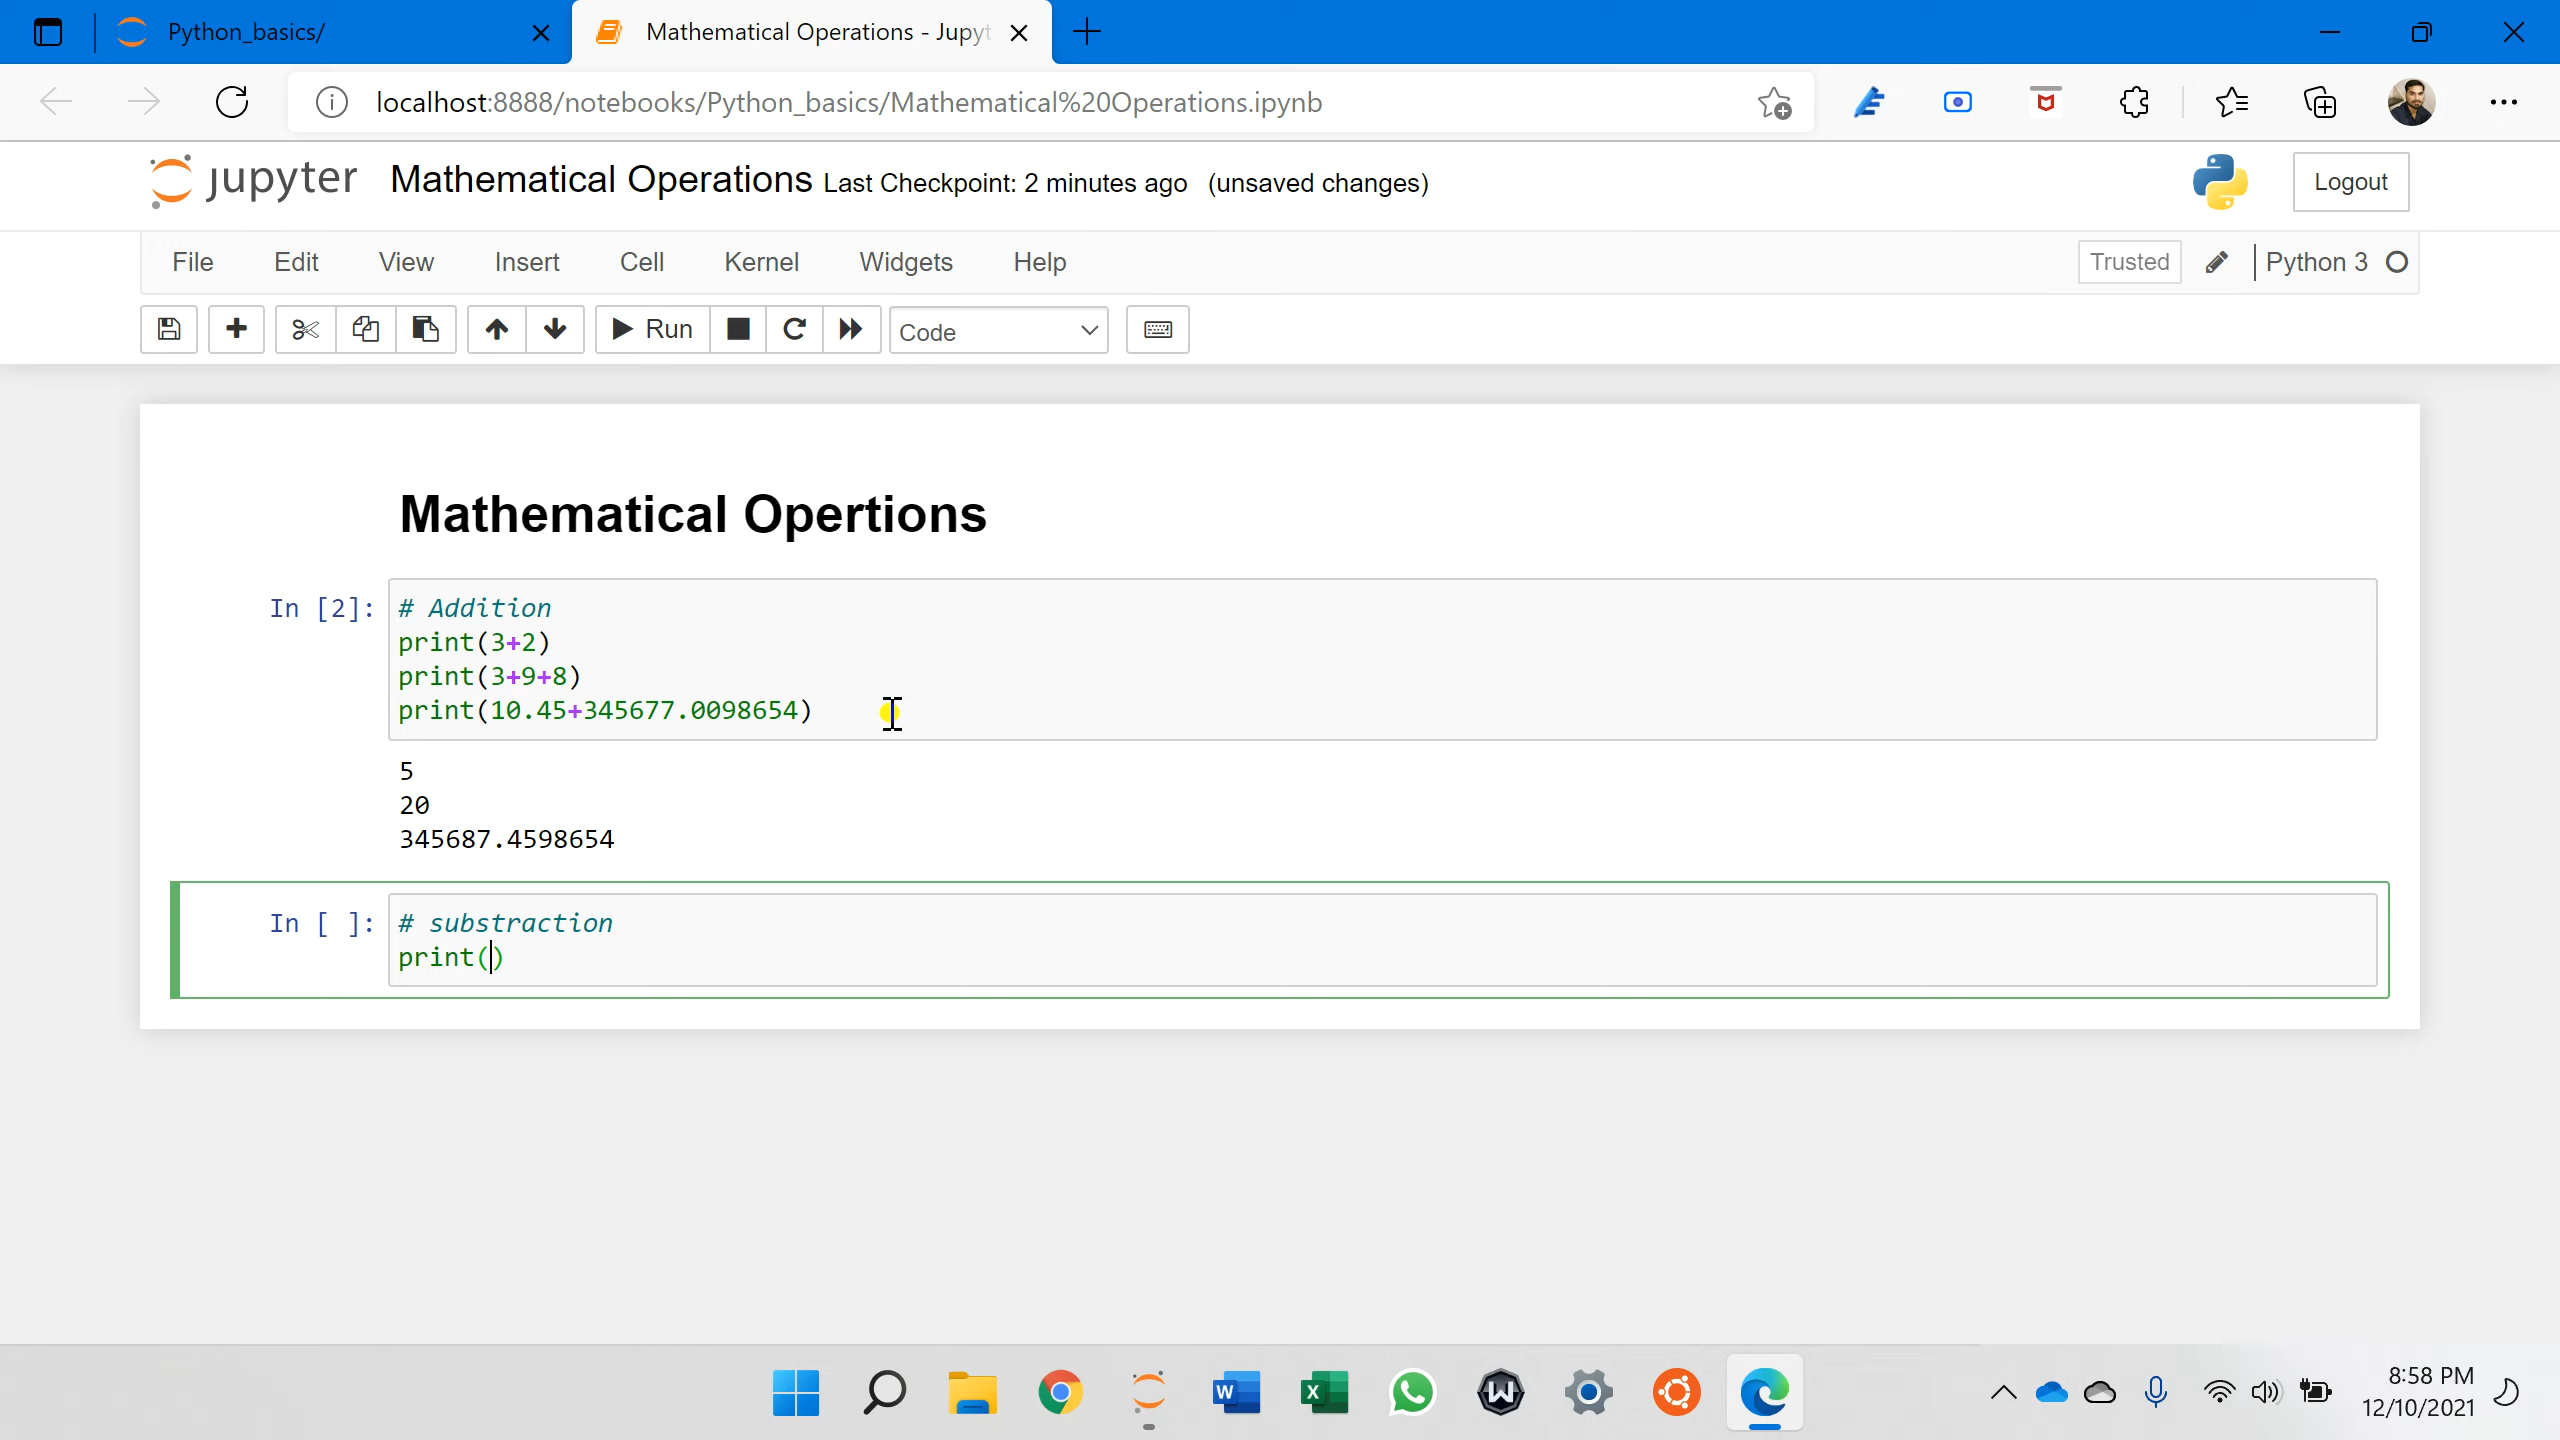 Python_basics/
Mathematical Operations - Jupyt
localhost:8888/notebooks/Python_basics/Mathematical%20Operations.ipynb
jupyter Mathematical Operations Last Checkpoint: 2 minutes ago (unsaved changes)
Logout
File Edit View Insert Cell Kernel Widgets Help
Trusted Python 3
Run Code
Mathematical Opertions
In [2]: # Addition
print(3+2)
print(3+9+8)
print(10.45+345677.0098654)
5
20
345687.4598654
In [ ]: # substraction
print()
8:58 PM
12/10/2021